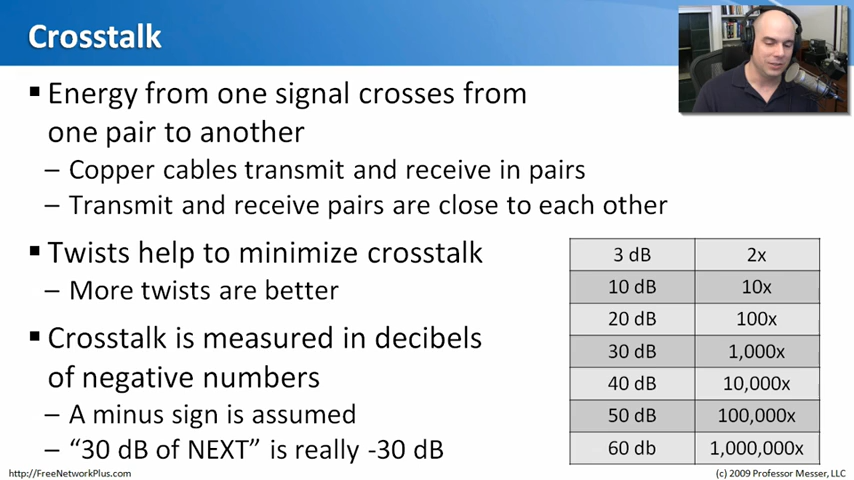 Crosstalk
▪ Energy from one signal crosses from
one pair to another
– Copper cables transmit and receive in pairs
– Transmit and receive pairs are close to each other
▪ Twists help to minimize crosstalk
– More twists are better
▪ Crosstalk is measured in decibels
of negative numbers
– A minus sign is assumed
– “30 dB of NEXT” is really -30 dB
3 dB 2x
10 dB 10x
20 dB 100x
30 dB 1,000x
40 dB 10,000x
50 dB 100,000x
60 db 1,000,000x
http://FreeNetworkPlus.com
(c) 2009 Professor Messer, LLC